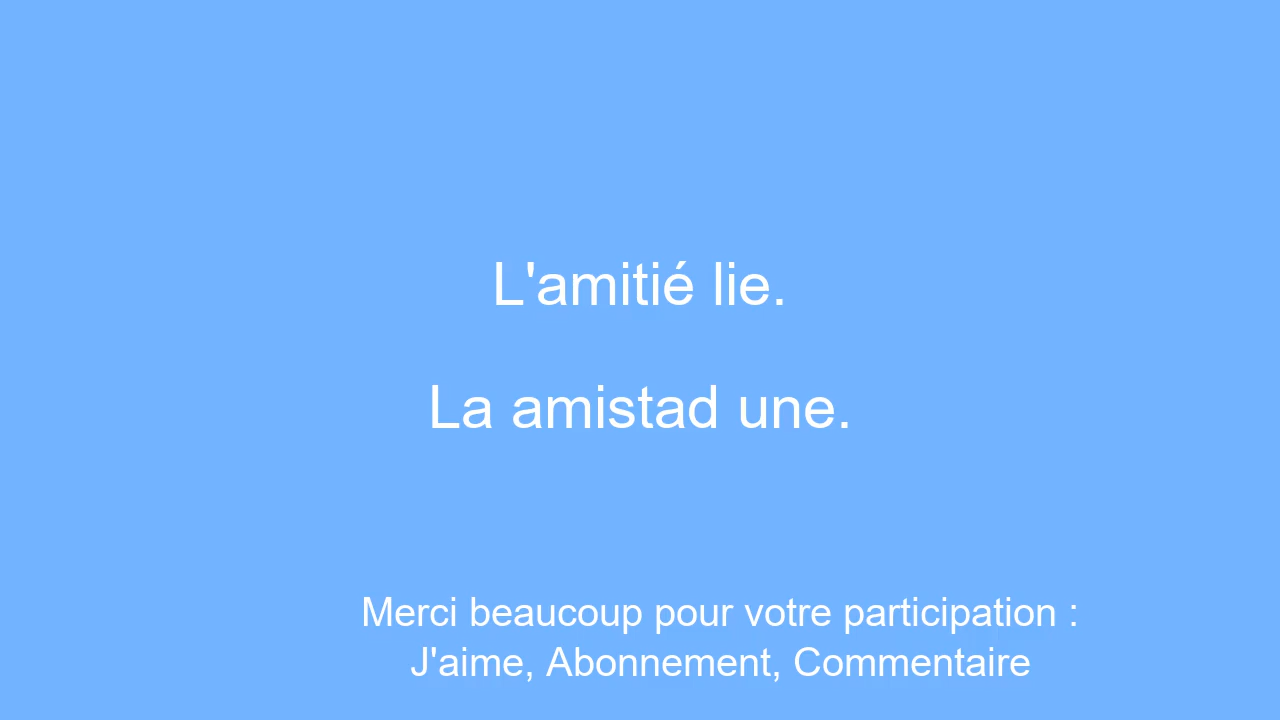 L'amitié lie.
La amistad une.
Merci beaucoup pour votre participation :
J'aime, Abonnement, Commentaire